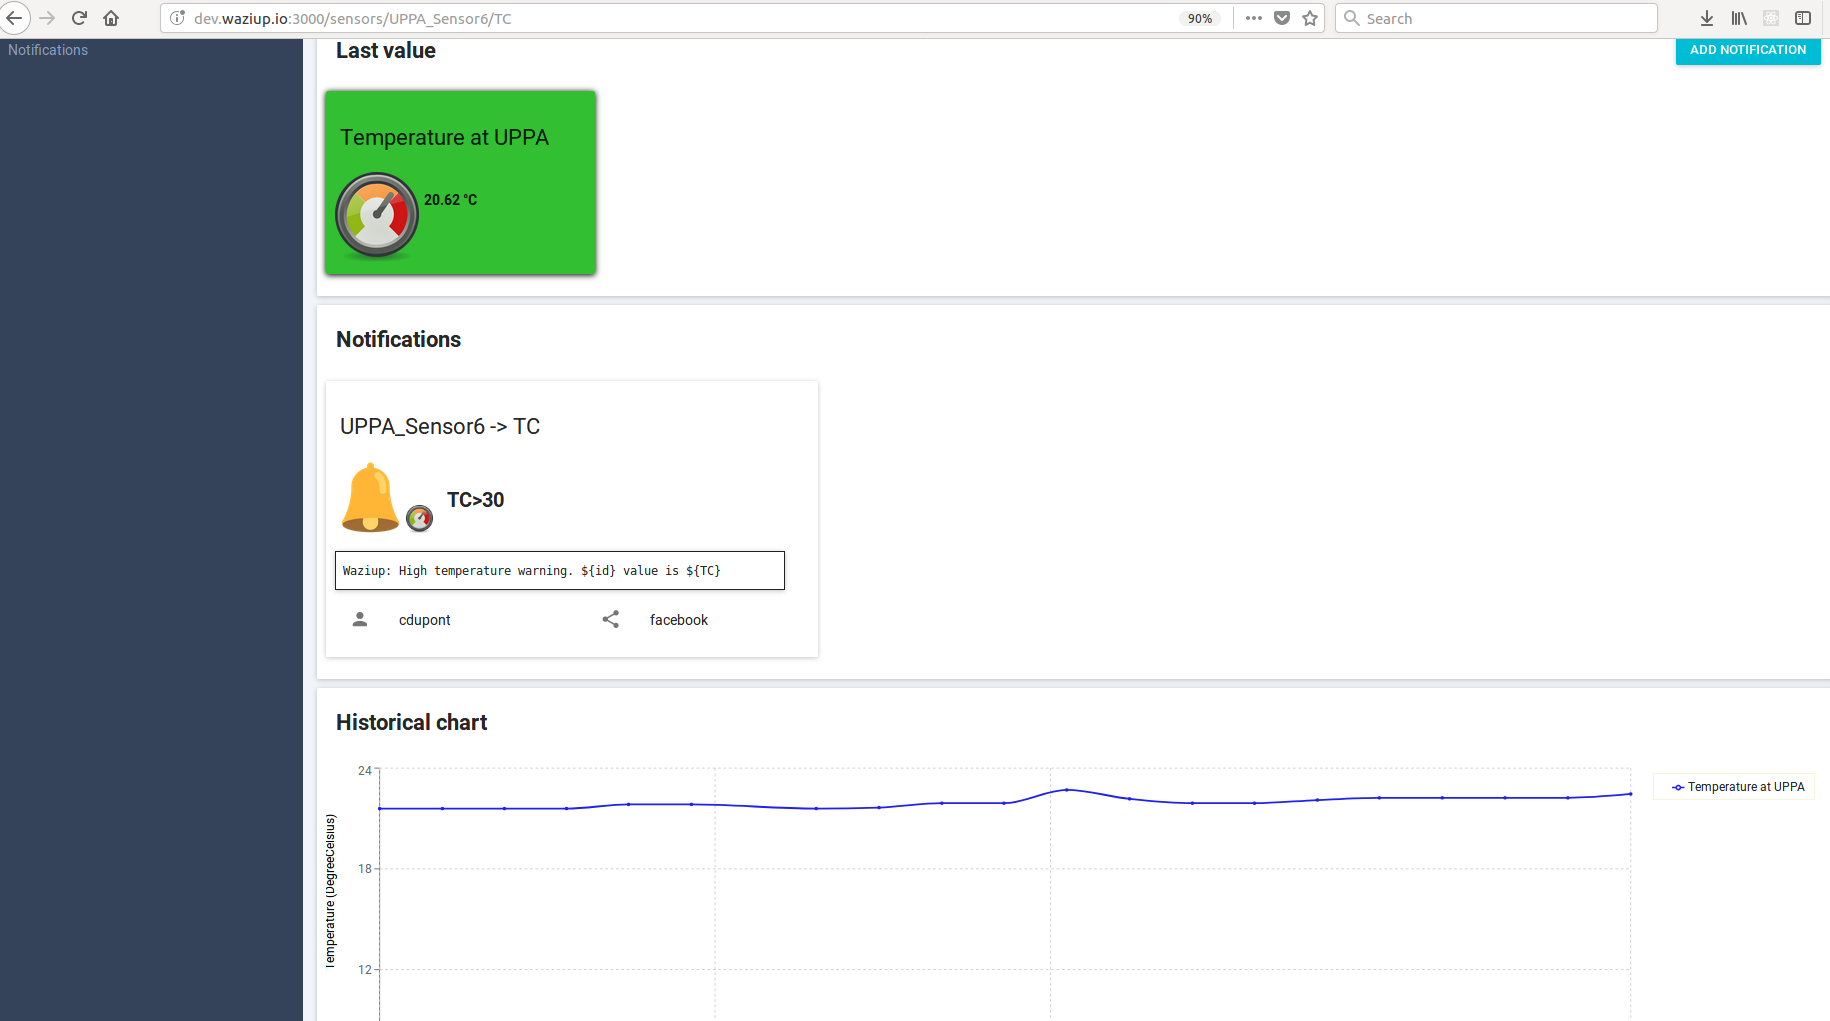 dev.waziup.io:3000/sensors/UPPA_Sensor6/TC
90%
Search
Notifications
Last value
ADD NOTIFICATION
Temperature at UPPA
20.62 °C
Notifications
UPPA_Sensor6 -> TC
TC>30
Waziup: High temperature warning. ${id} value is ${TC}
cdupont
facebook
Historical chart
24
18
12
Temperature (DegreeCelsius)
Temperature at UPPA